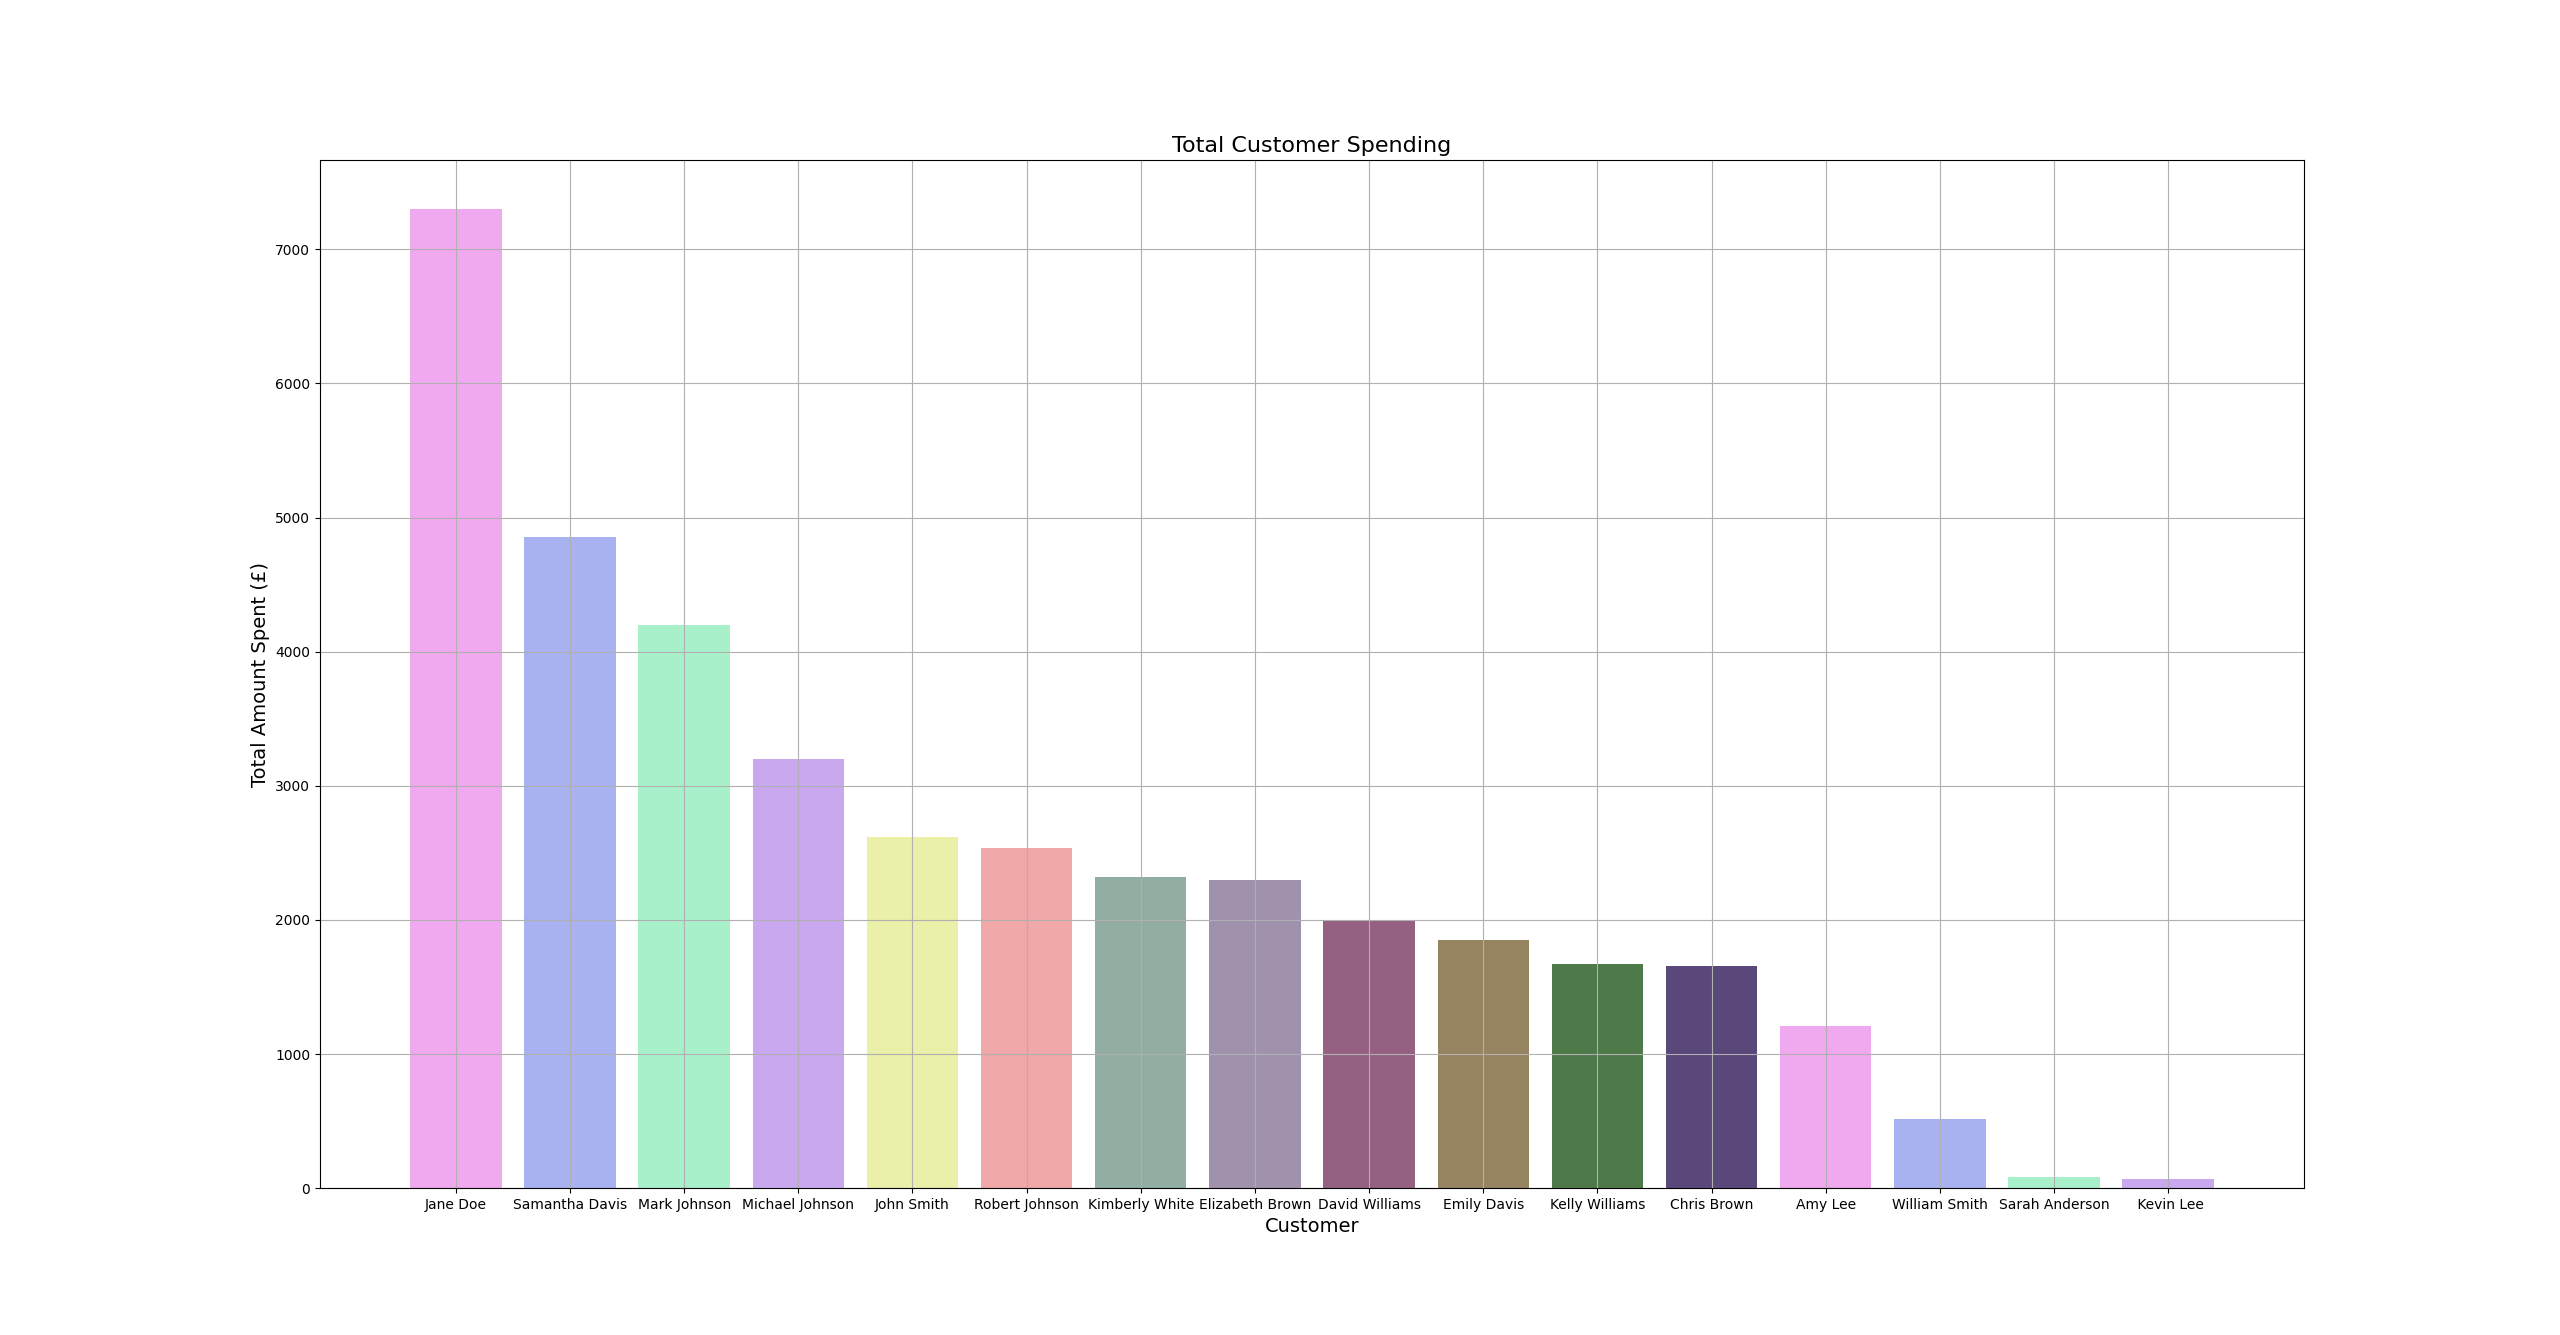 Total Customer Spending
Total Amount Spent (£)
7000
6000
5000
4000
3000
2000
1000
0
Jane Doe Samantha Davis Mark Johnson Michael Johnson John Smith Robert Johnson Kimberly White Elizabeth Brown David Williams Emily Davis Kelly Williams Chris Brown Amy Lee William Smith Sarah Anderson Kevin Lee
Customer